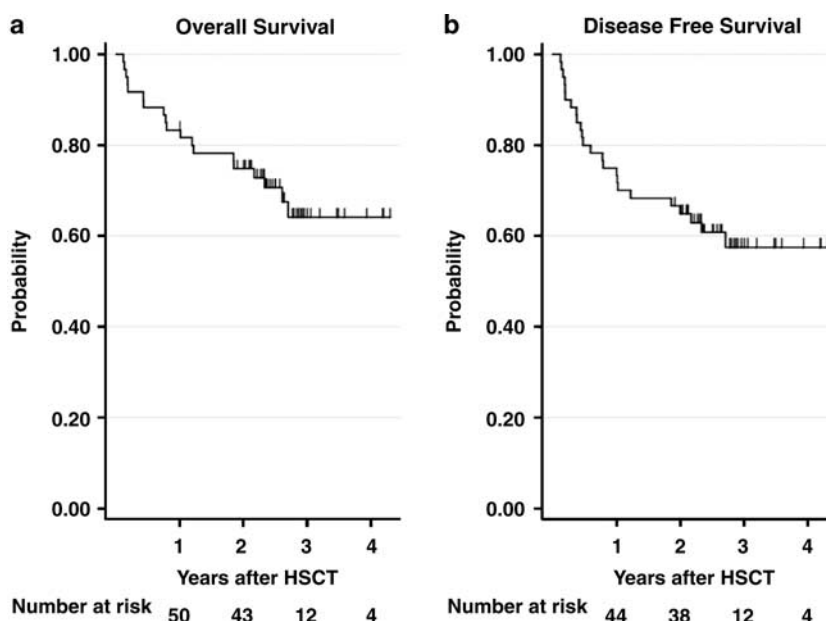 a Overall Survival
1.00
0.80
0.60
0.40
0.20
0.00
Probability
1 2 3 4
Years after HSCT
Number at risk 50 43 12 4
b Disease Free Survival
1.00
0.80
0.60
0.40
0.20
0.00
Probability
1 2 3 4
Years after HSCT
Number at risk 44 38 12 4